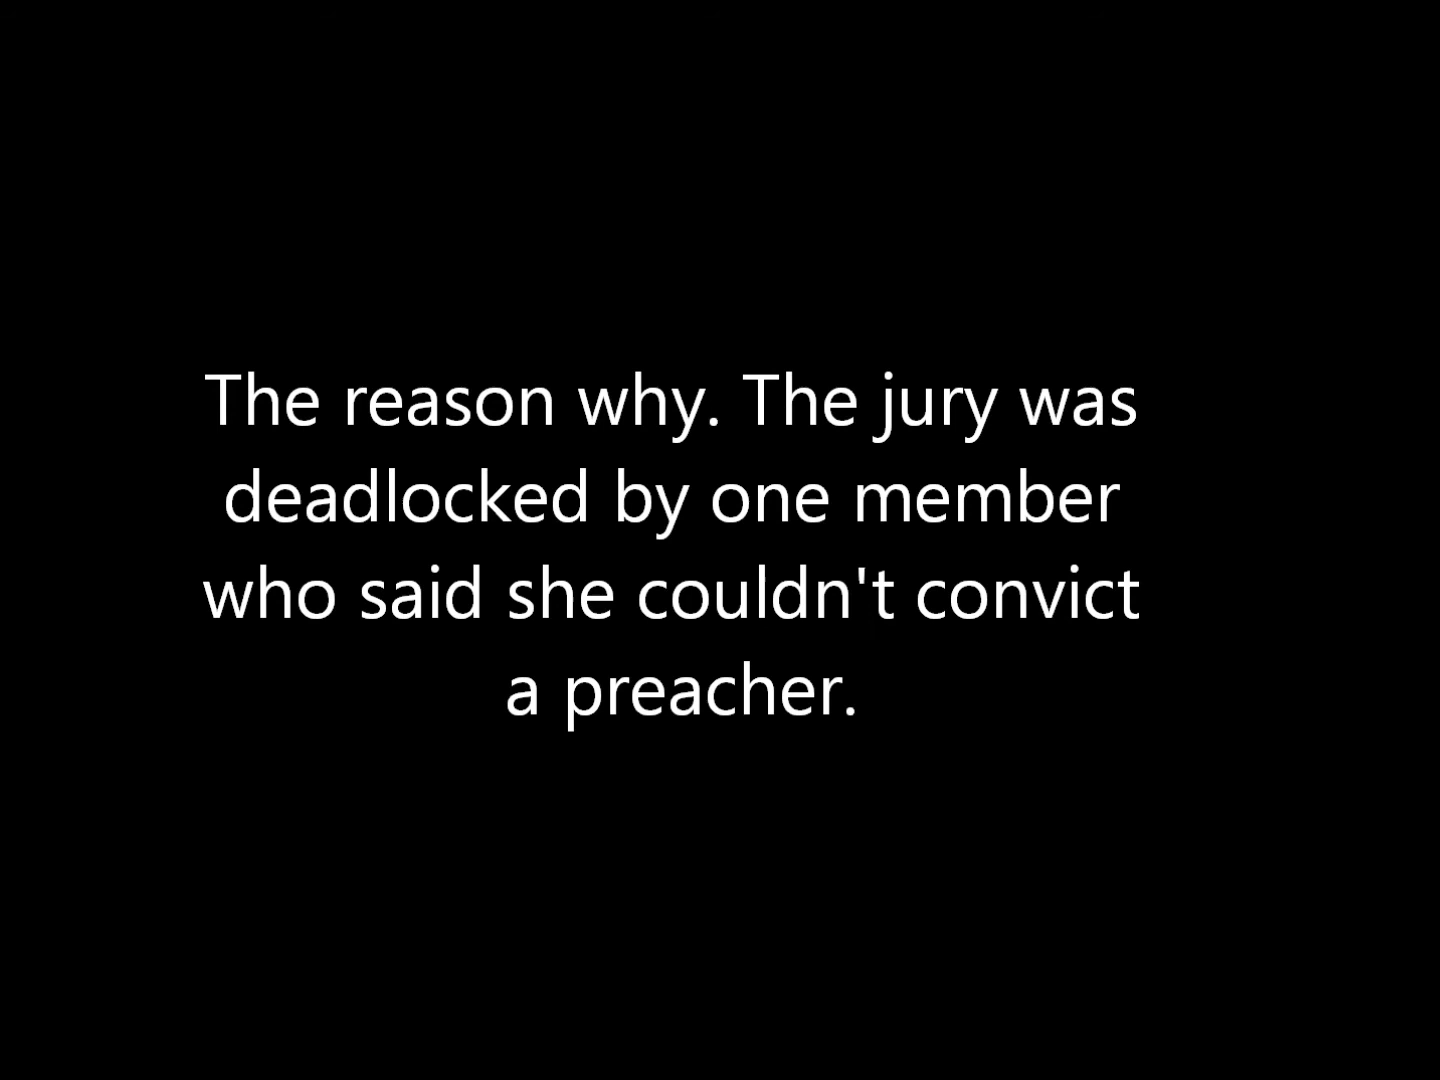 The reason why. The jury was
deadlocked by one member
who said she couldn't convict
a preacher.